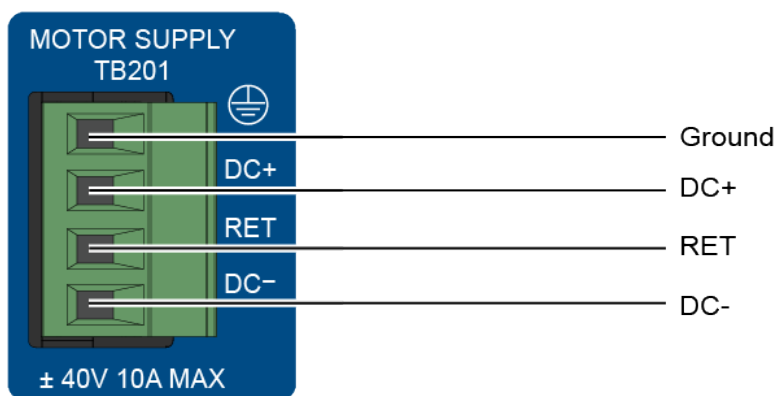 MOTOR SUPPLY
TB201
Ground
DC+
DC+
RET
RET
DC−
DC-
± 40V 10A MAX